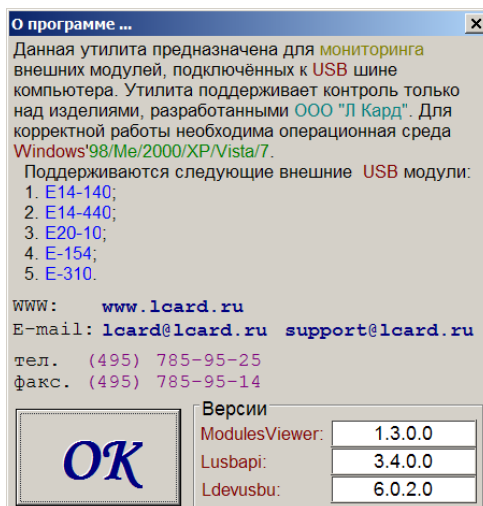 О программе ...
Данная утилита предназначена для мониторинга
внешних модулей, подключённых к USB шине
компьютера. Утилита поддерживает контроль только
над изделиями, разработанными ООО "Л Кард". Для
корректной работы необходима операционная среда
Windows'98/Me/2000/XP/Vista/7.
Поддерживаются следующие внешние USB модули:
1. E14-140;
2. E14-440;
3. E20-10;
4. E-154;
5. E-310.
WWW: www.lcard.ru
E-mail: lcard@lcard.ru support@lcard.ru
тел. (495) 785-95-25
факс. (495) 785-95-14
OK
Версии
ModulesViewer: 1.3.0.0
Lusbapi: 3.4.0.0
Ldevusbu: 6.0.2.0